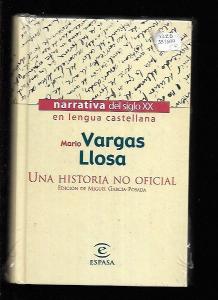 narrativa del siglo XX
en lengua castellana
Mario Vargas
Llosa
UNA HISTORIA NO OFICIAL
EDICIÓN DE MIGUEL GARCÍA-POSADA
ESPASA